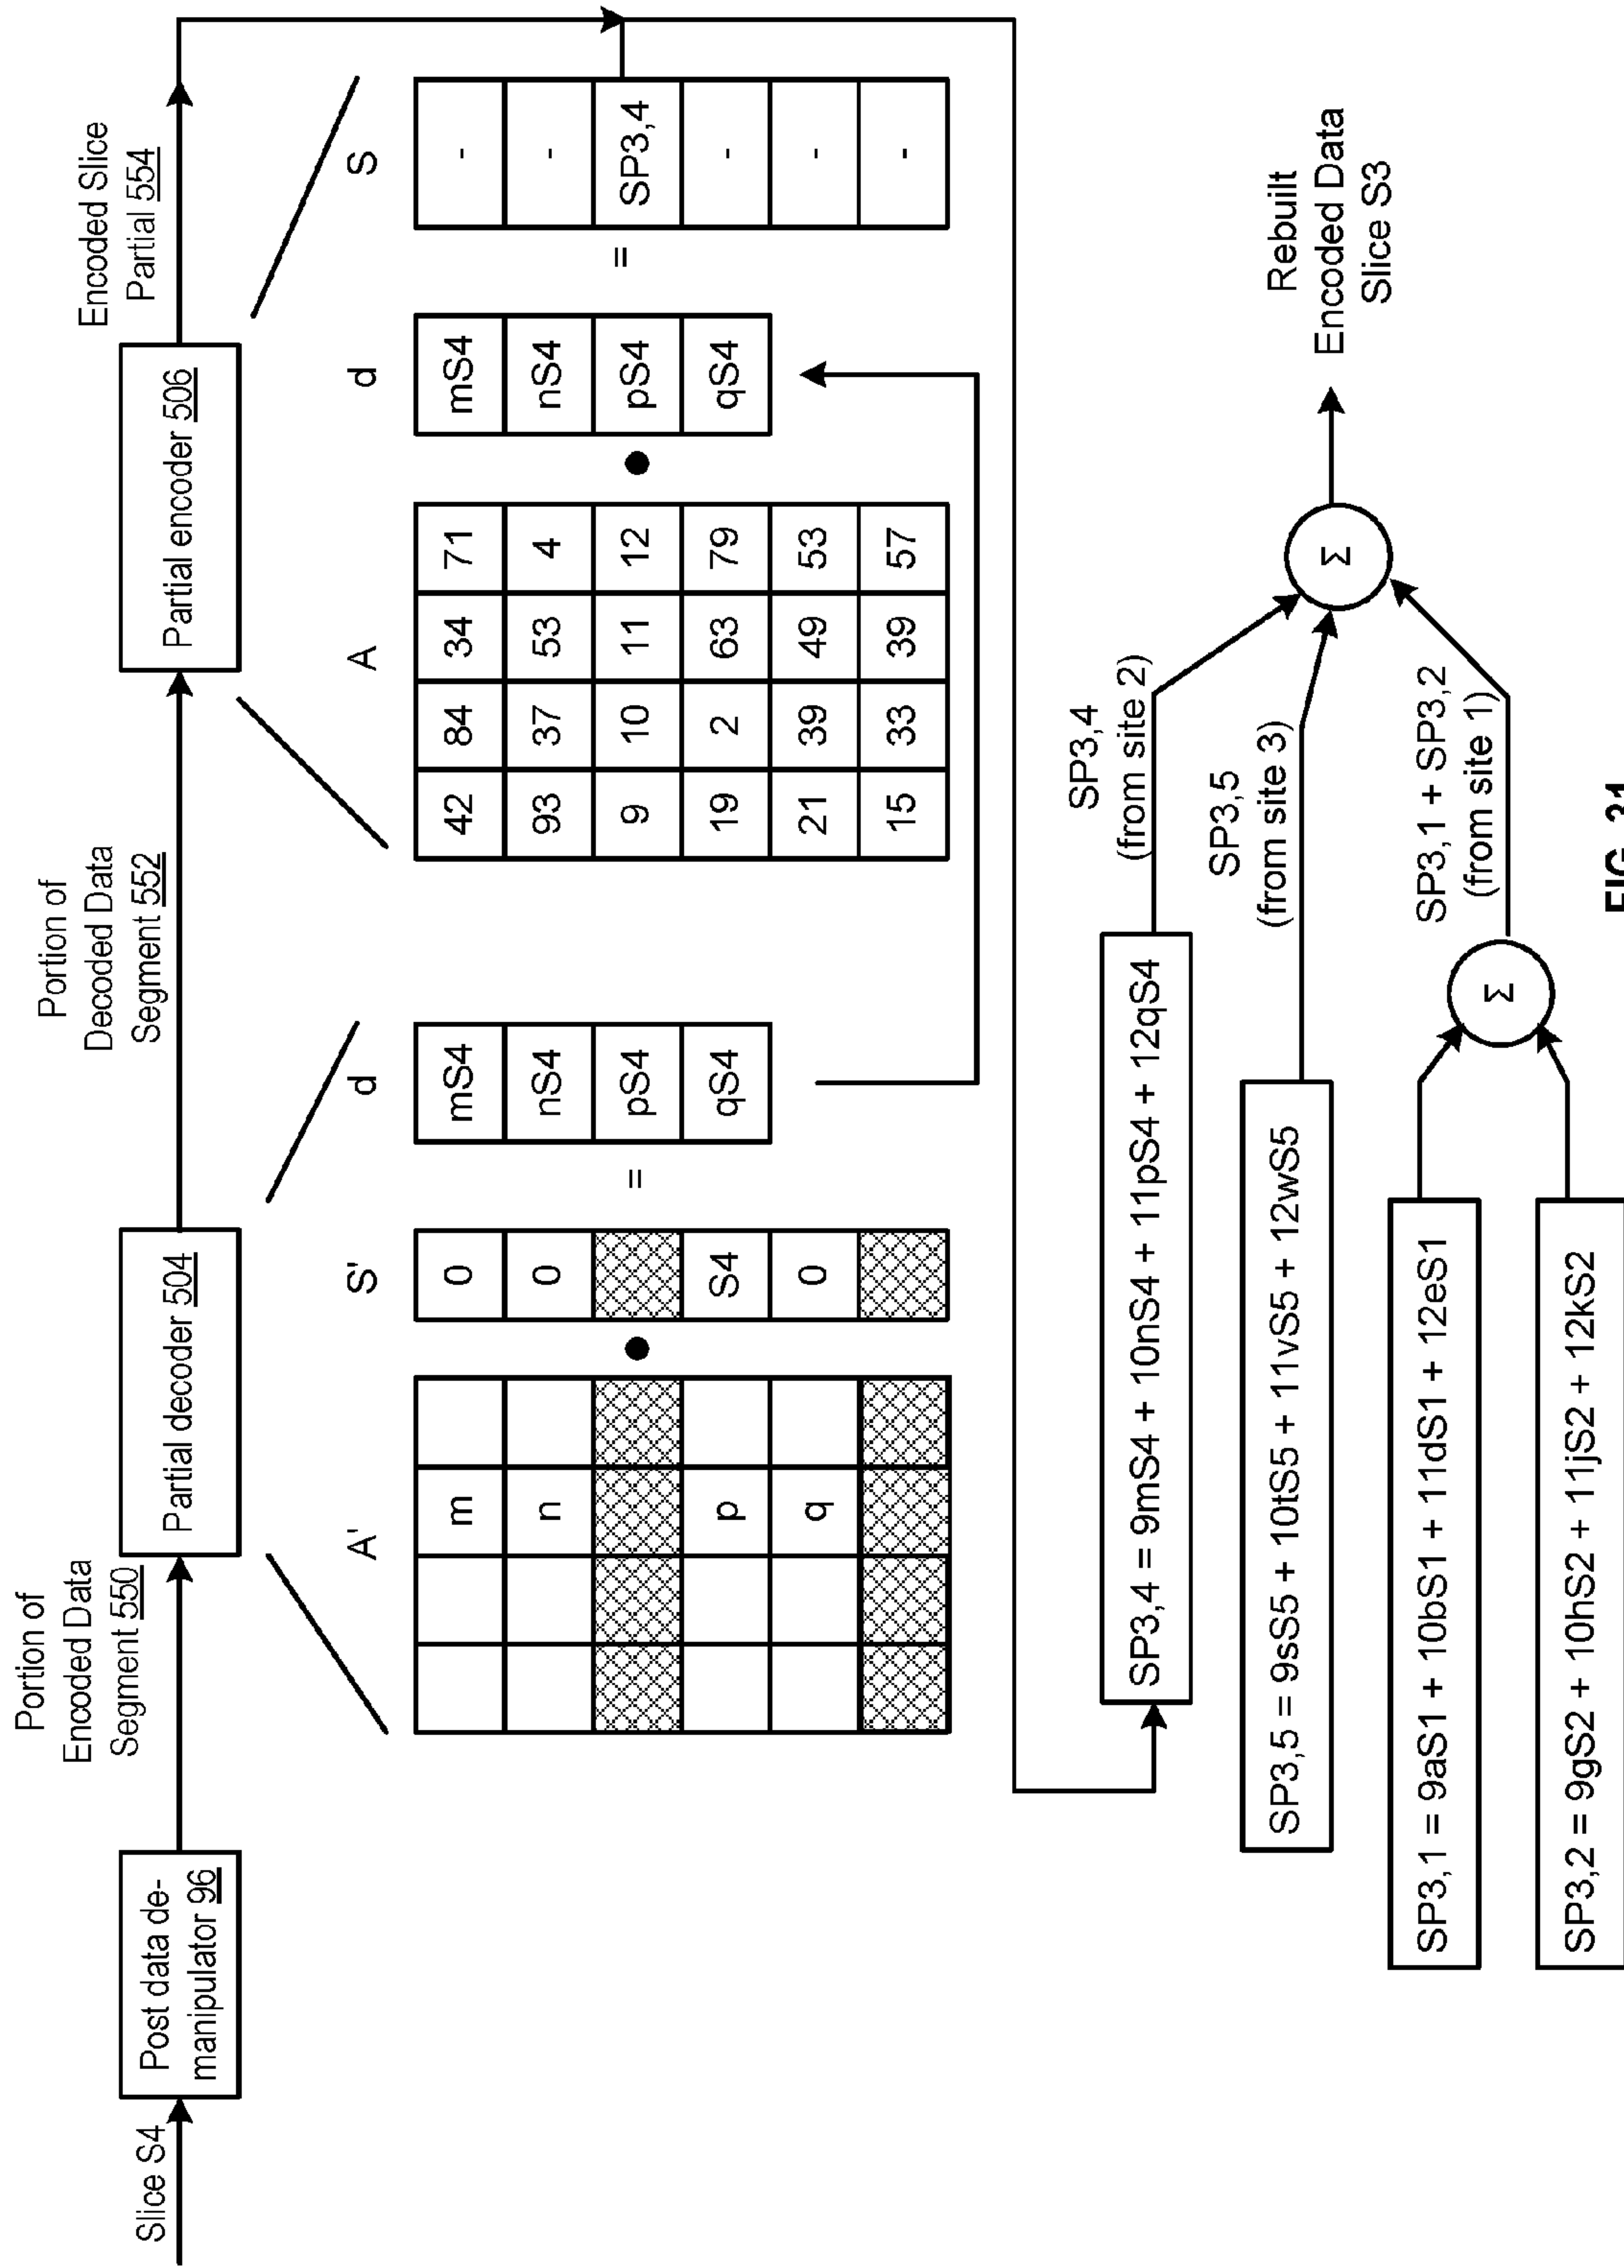 Slice S4
Post data de-
manipulator 96
Portion of
Encoded Data
Segment 550
Partial decoder 504
Portion of
Decoded Data
Segment 552
Partial encoder 506
Encoded Slice
Partial 554
A'
m
n
p
q
S'
0
0
S4
0
=
d
mS4
nS4
pS4
qS4
A
42 84 34 71
93 37 53 4
9 10 11 12
19 2 63 79
21 39 49 53
15 33 39 57
d
mS4
nS4
pS4
qS4
=
S
-
-
SP3,4
-
-
-
SP3,4 = 9mS4 + 10nS4 + 11pS4 + 12qS4
SP3,4
(from site 2)
SP3,5 = 9sS5 + 10tS5 + 11vS5 + 12wS5
SP3,5
(from site 3)
SP3,1 = 9aS1 + 10bS1 + 11dS1 + 12eS1
SP3,2 = 9gS2 + 10hS2 + 11jS2 + 12kS2
Σ
SP3,1 + SP3,2
(from site 1)
Σ
Rebuilt
Encoded Data
Slice S3
FIG. 31